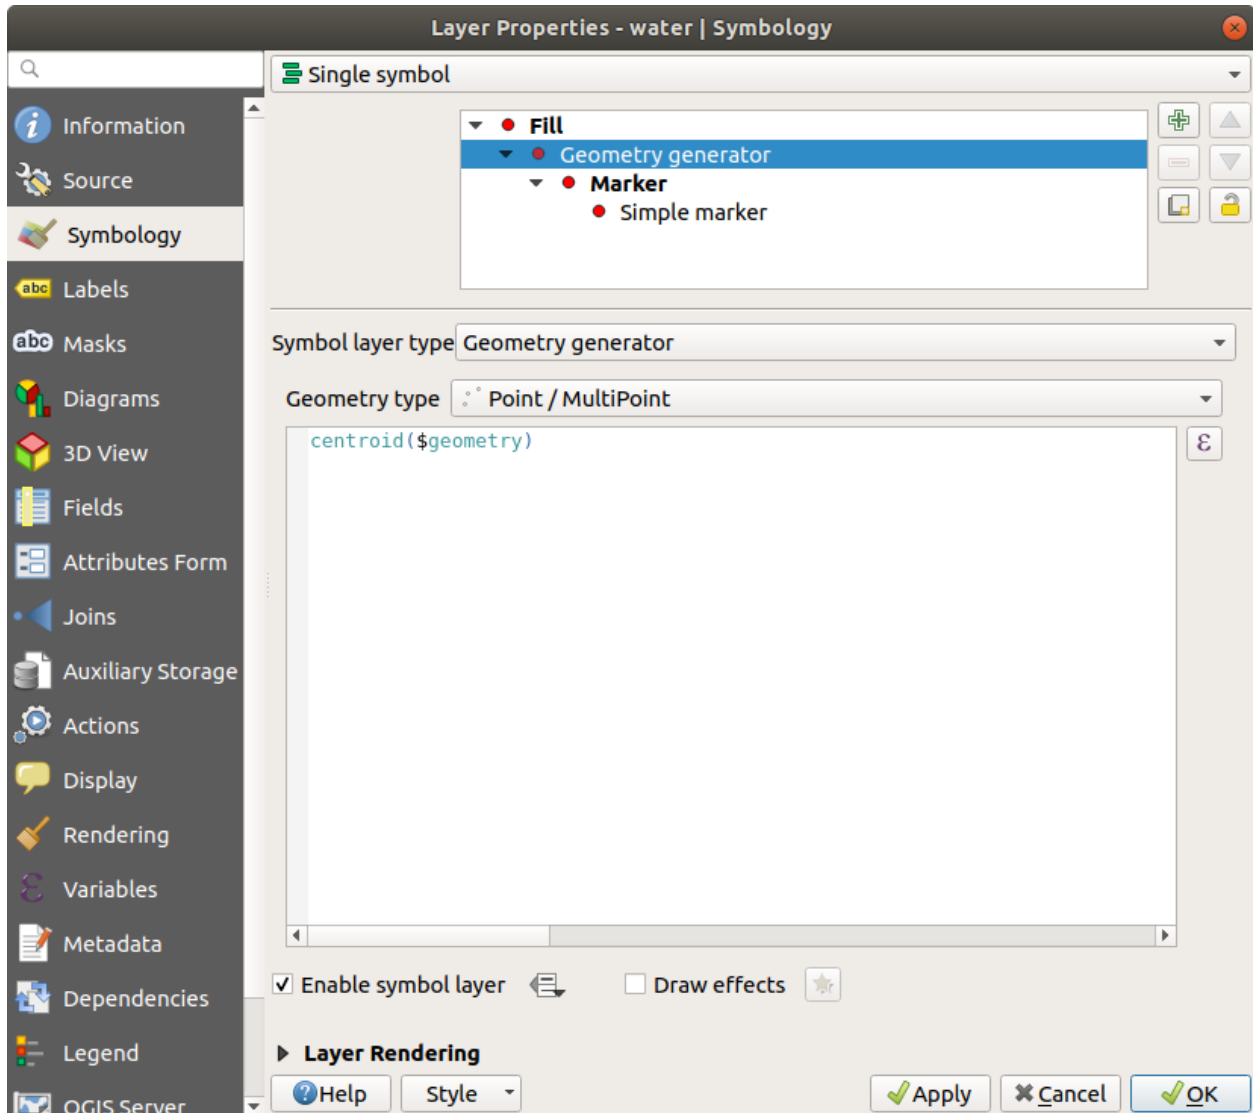 Layer Properties - water | Symbology
Single symbol
Information
Source
Symbology
Labels
Masks
Diagrams
3D View
Fields
Attributes Form
Joins
Auxiliary Storage
Actions
Display
Rendering
Variables
Metadata
Dependencies
Legend
QGIS Server
Fill
Geometry generator
Marker
Simple marker
Symbol layer type Geometry generator
Geometry type Point / MultiPoint
centroid($geometry)
ε
Enable symbol layer Draw effects
Layer Rendering
Help Style Apply Cancel OK
abc
abc